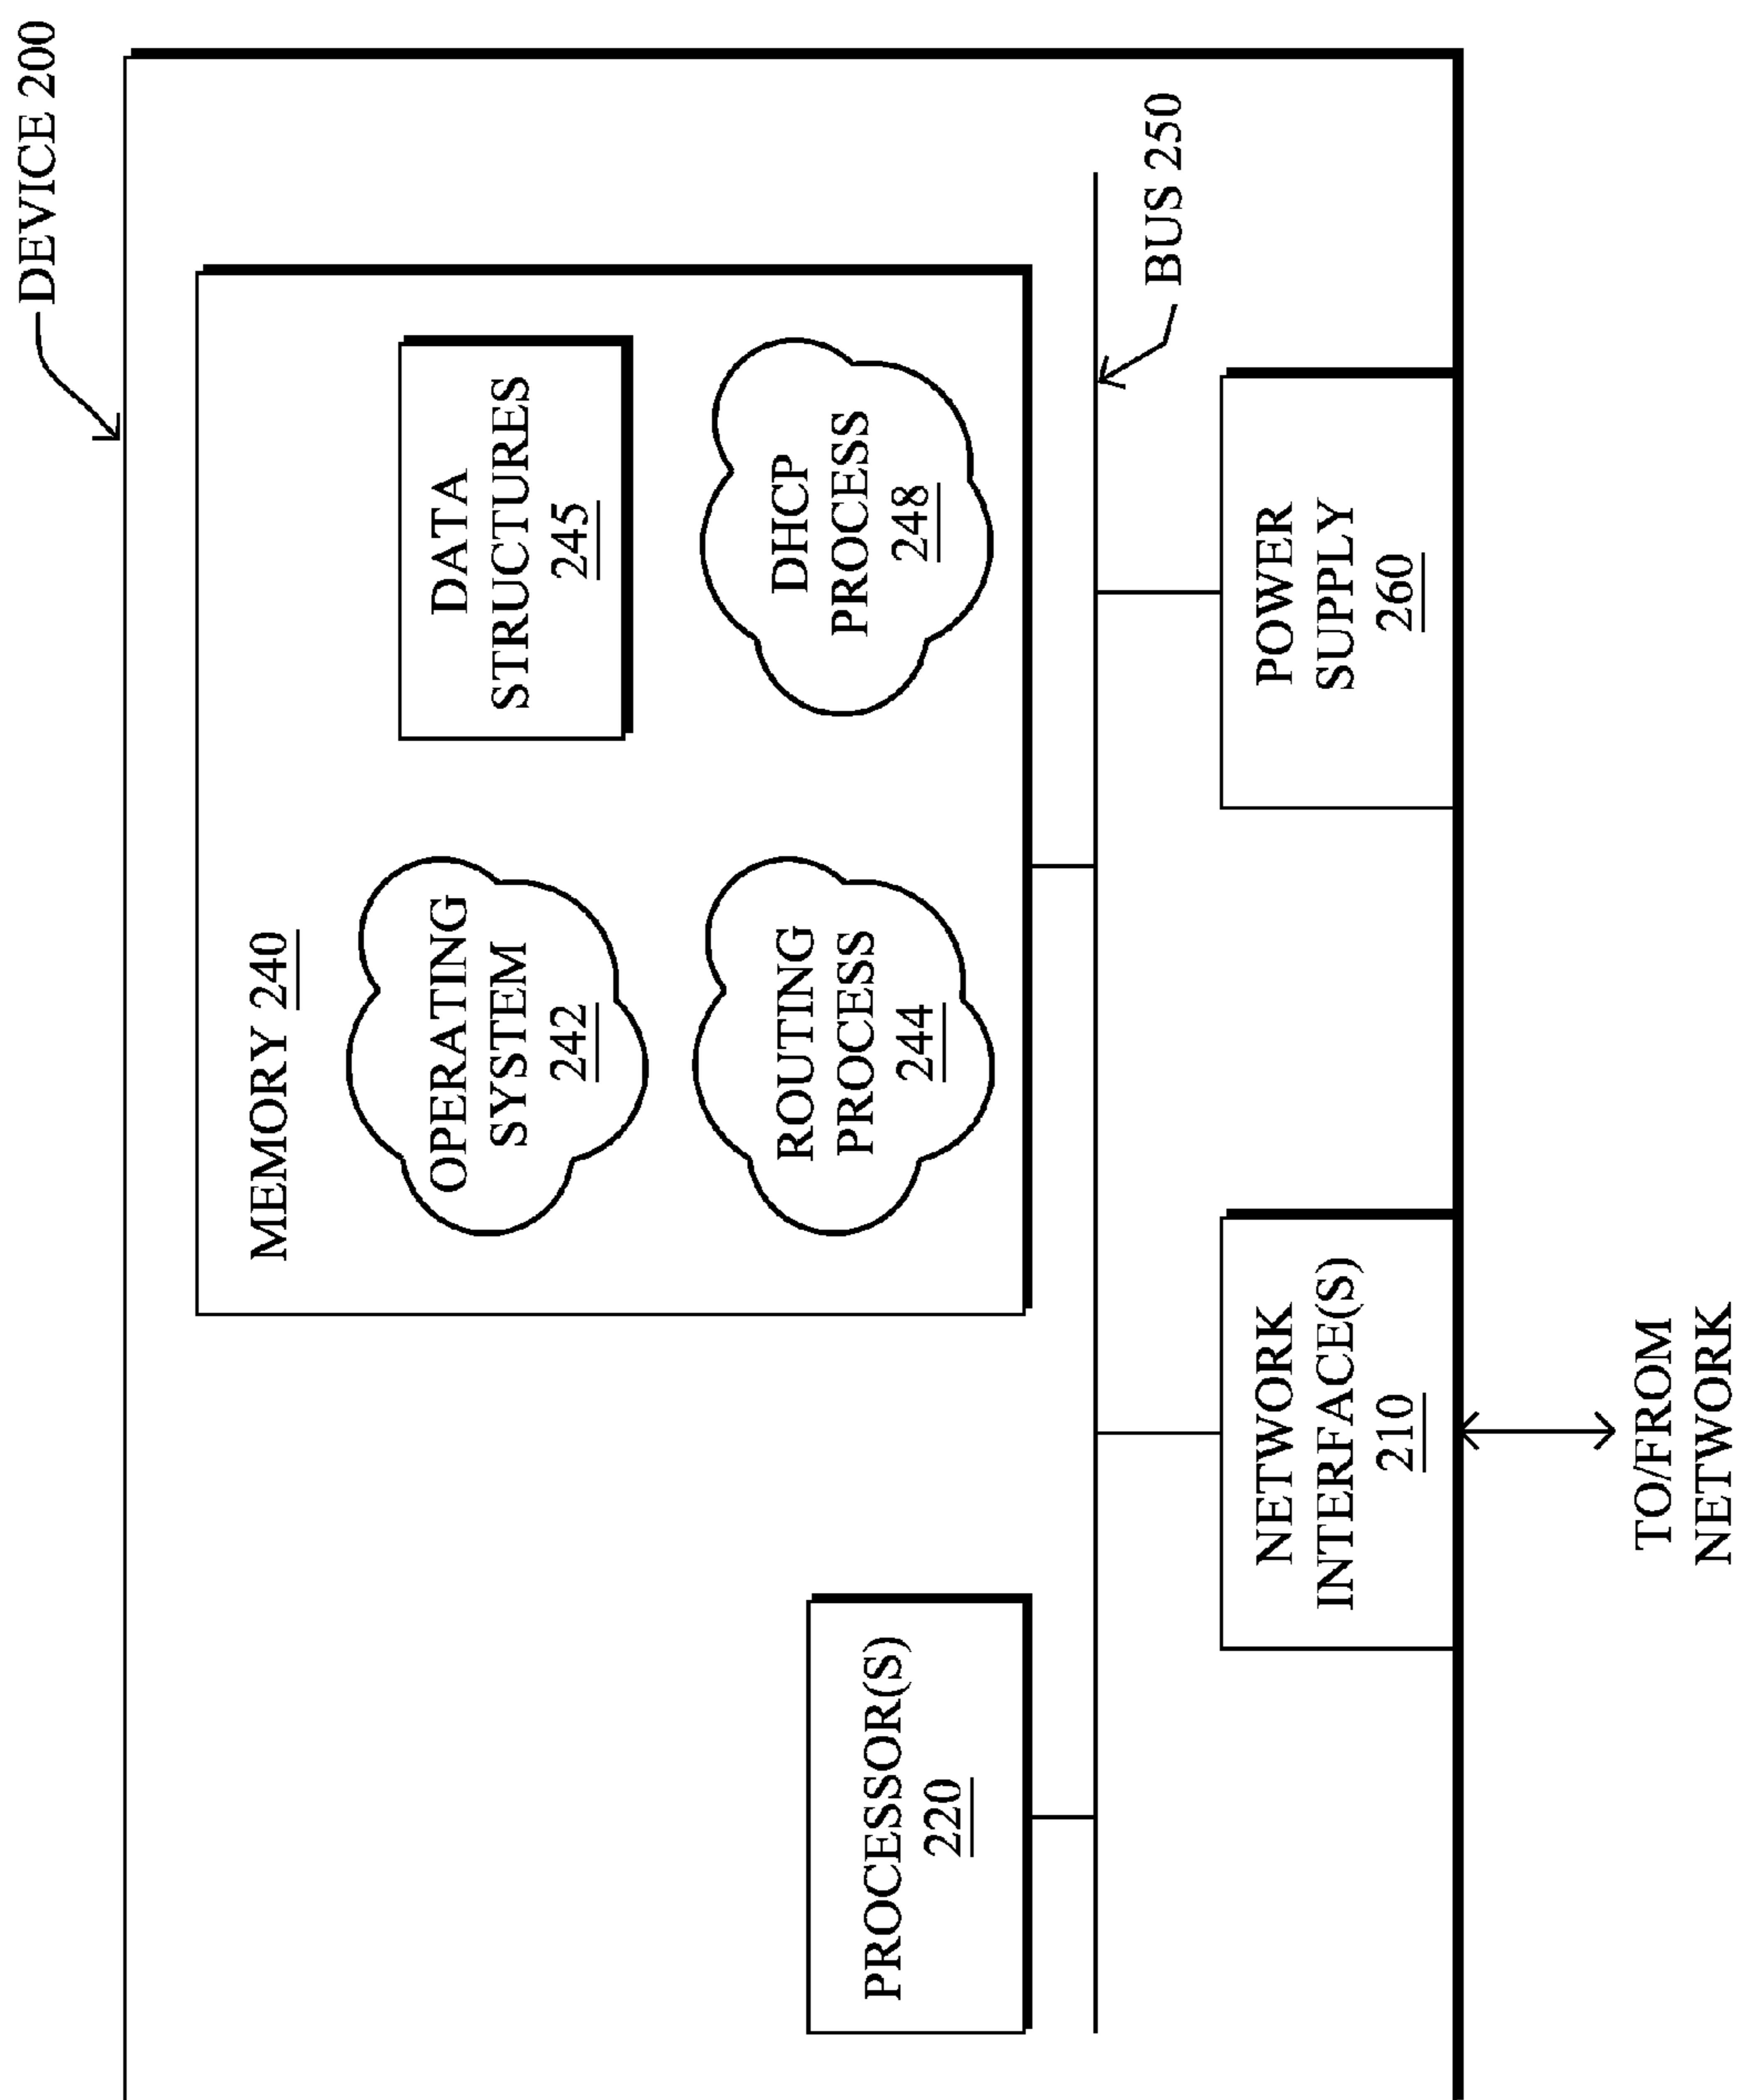 DEVICE 200
MEMORY 240
OPERATING
SYSTEM
242
DATA
STRUCTURES
245
ROUTING
PROCESS
244
DHCP
PROCESS
248
PROCESSOR(S)
220
BUS 250
NETWORK
INTERFACE(S)
210
POWER
SUPPLY
260
TO/FROM
NETWORK